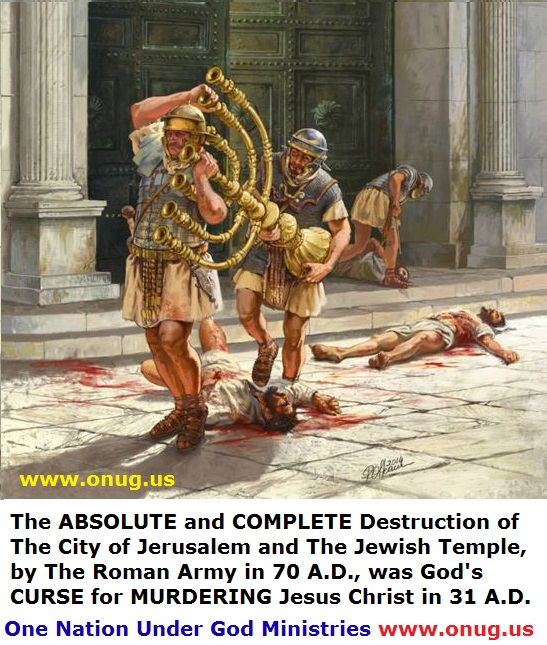 www.onug.us
The ABSOLUTE and COMPLETE Destruction of
The City of Jerusalem and The Jewish Temple,
by The Roman Army in 70 A.D., was God's
CURSE for MURDERING Jesus Christ in 31 A.D.
One Nation Under God Ministries www.onug.us